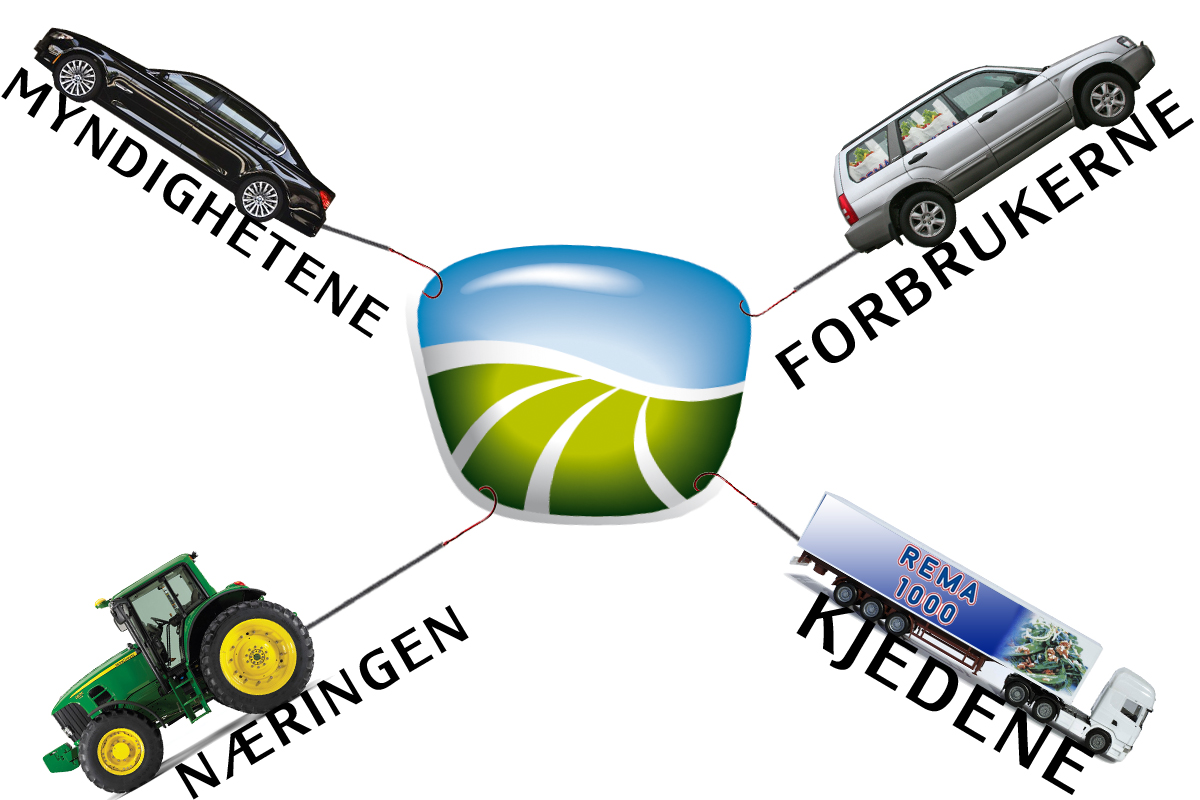 MYNDIGHETENE
FORBRUKERNE
NÆRINGEN
REMA
1000
KJEDENE